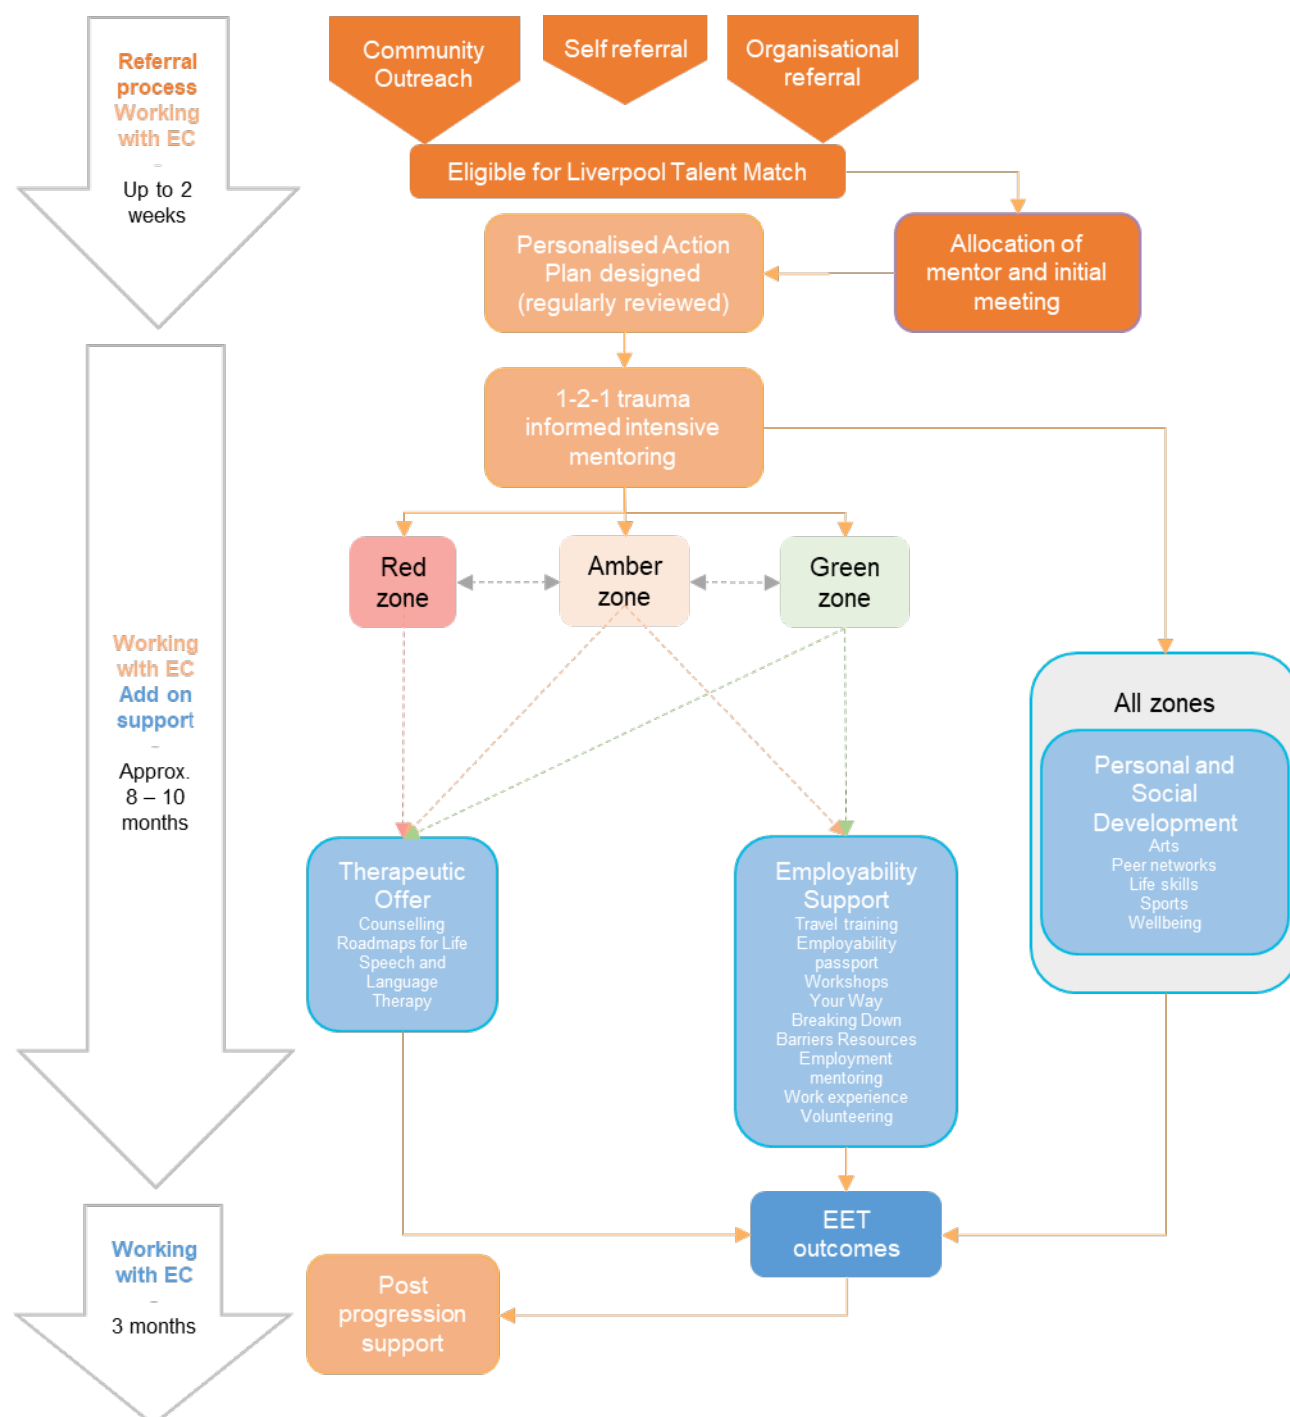 Referral
process
Working
with EC
–
Up to 2
weeks
Community
Outreach
Self referral
Organisational
referral
Eligible for Liverpool Talent Match
Allocation of
mentor and initial
meeting
Personalised Action
Plan designed
(regularly reviewed)
1-2-1 trauma
informed intensive
mentoring
Red
zone
Amber
zone
Green
zone
Working
with EC
Add on
support
–
Approx.
8 – 10
months
All zones
Personal and
Social
Development
Arts
Peer networks
Life skills
Sports
Wellbeing
Therapeutic
Offer
Counselling
Roadmaps for Life
Speech and
Language
Therapy
Employability
Support
Travel training
Employability
passport
Workshops
Your Way
Breaking Down
Barriers Resources
Employment
mentoring
Work experience
Volunteering
EET
outcomes
Working
with EC
–
3 months
Post
progression
support